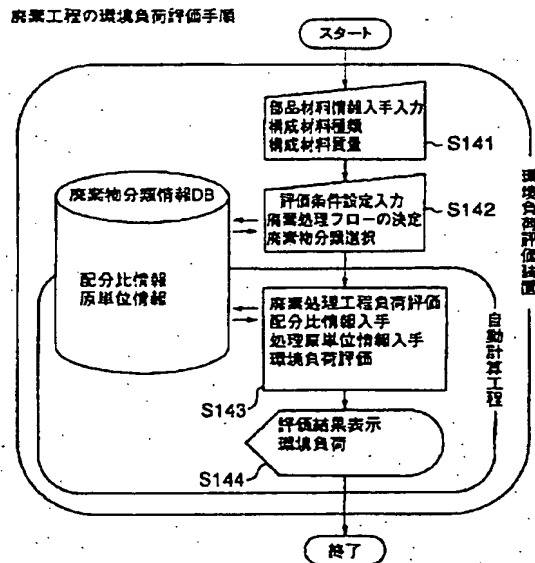 廃棄工程の環境負荷評価手順
スタート
部品材料情報入手入力
構成材料種類
構成材料質量
S141
評価条件設定入力
廃棄処理フローの決定
廃棄物分類選択
S142
廃棄物分類情報DB
配分比情報
原単位情報
廃棄処理工程負荷評価
配分比情報入手
処理原単位情報入手
環境負荷評価
S143
評価結果表示
環境負荷
S144
終了
自動計算工程
環境負荷評価装置